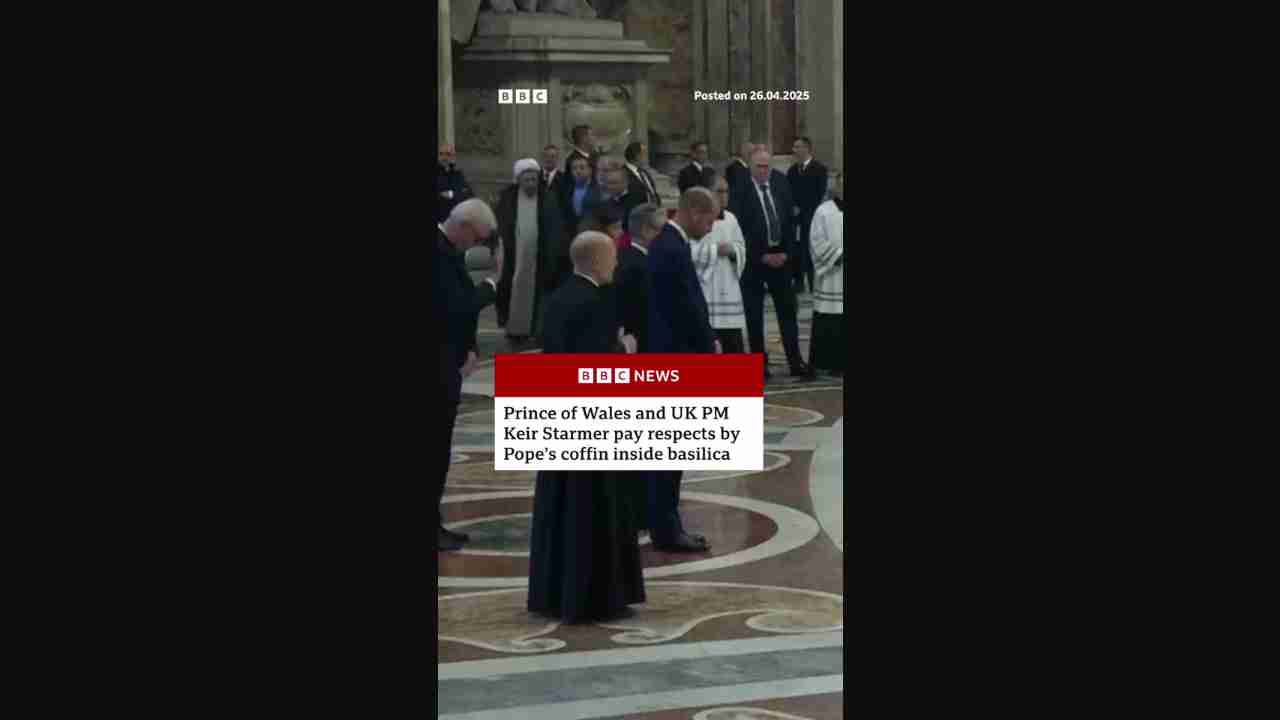 BBC
Posted on 26.04.2025
BBC NEWS
Prince of Wales and UK PM
Keir Starmer pay respects by
Pope's coffin inside basilica